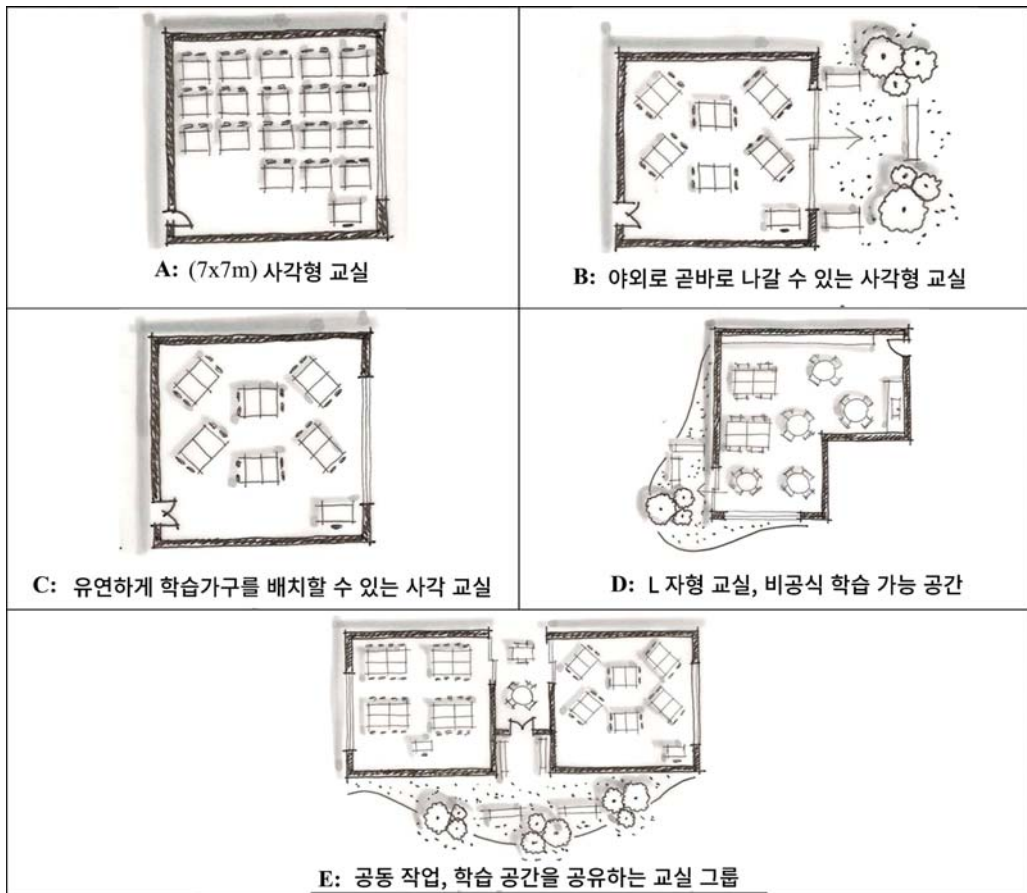 A: (7x7m) 사각형 교실
B: 야외로 곧바로 나갈 수 있는 사각형 교실
C: 유연하게 학습가구를 배치할 수 있는 사각 교실
D: L 자형 교실, 비공식 학습 가능 공간
E: 공동 작업, 학습 공간을 공유하는 교실 그룹